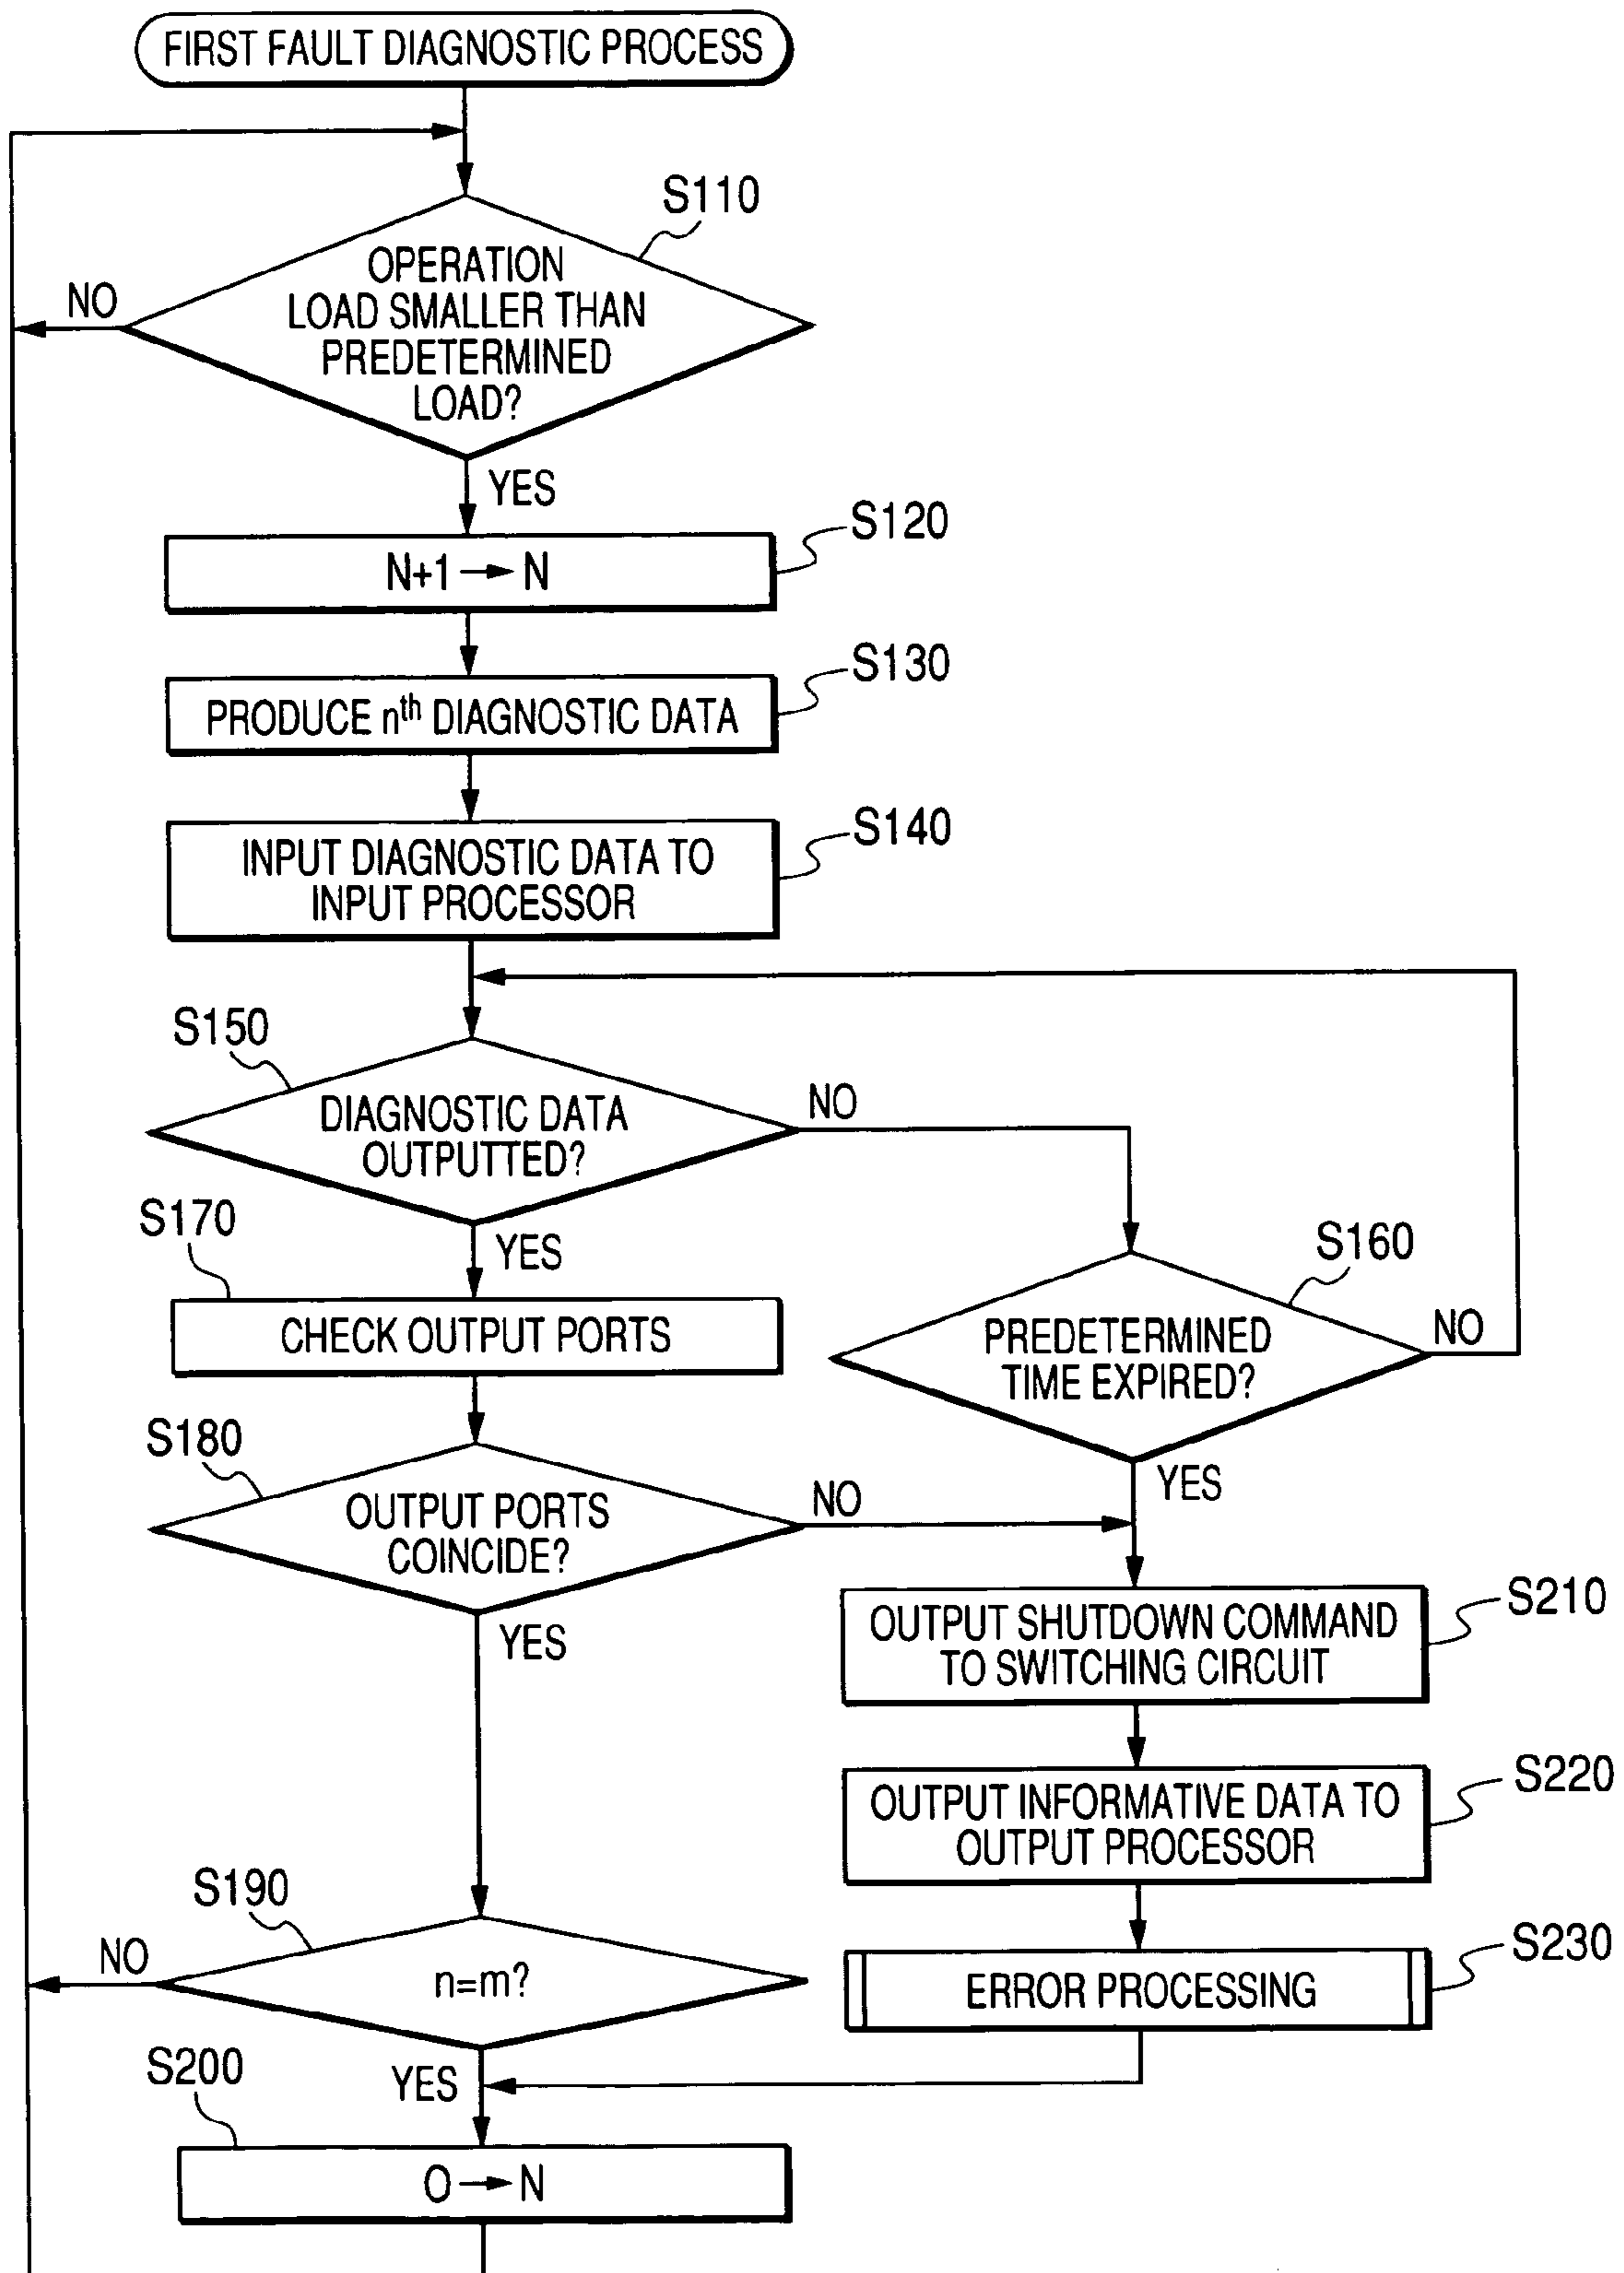 FIRST FAULT DIAGNOSTIC PROCESS
S110
OPERATION
LOAD SMALLER THAN
PREDETERMINED
LOAD?
NO
YES
S120
N+1 → N
S130
PRODUCE nth DIAGNOSTIC DATA
S140
INPUT DIAGNOSTIC DATA TO
INPUT PROCESSOR
S150
DIAGNOSTIC DATA
OUTPUTTED?
NO
YES
S160
PREDETERMINED
TIME EXPIRED?
NO
YES
S170
CHECK OUTPUT PORTS
S180
OUTPUT PORTS
COINCIDE?
NO
YES
S210
OUTPUT SHUTDOWN COMMAND
TO SWITCHING CIRCUIT
S220
OUTPUT INFORMATIVE DATA TO
OUTPUT PROCESSOR
S230
ERROR PROCESSING
S190
n=m?
NO
YES
S200
O → N